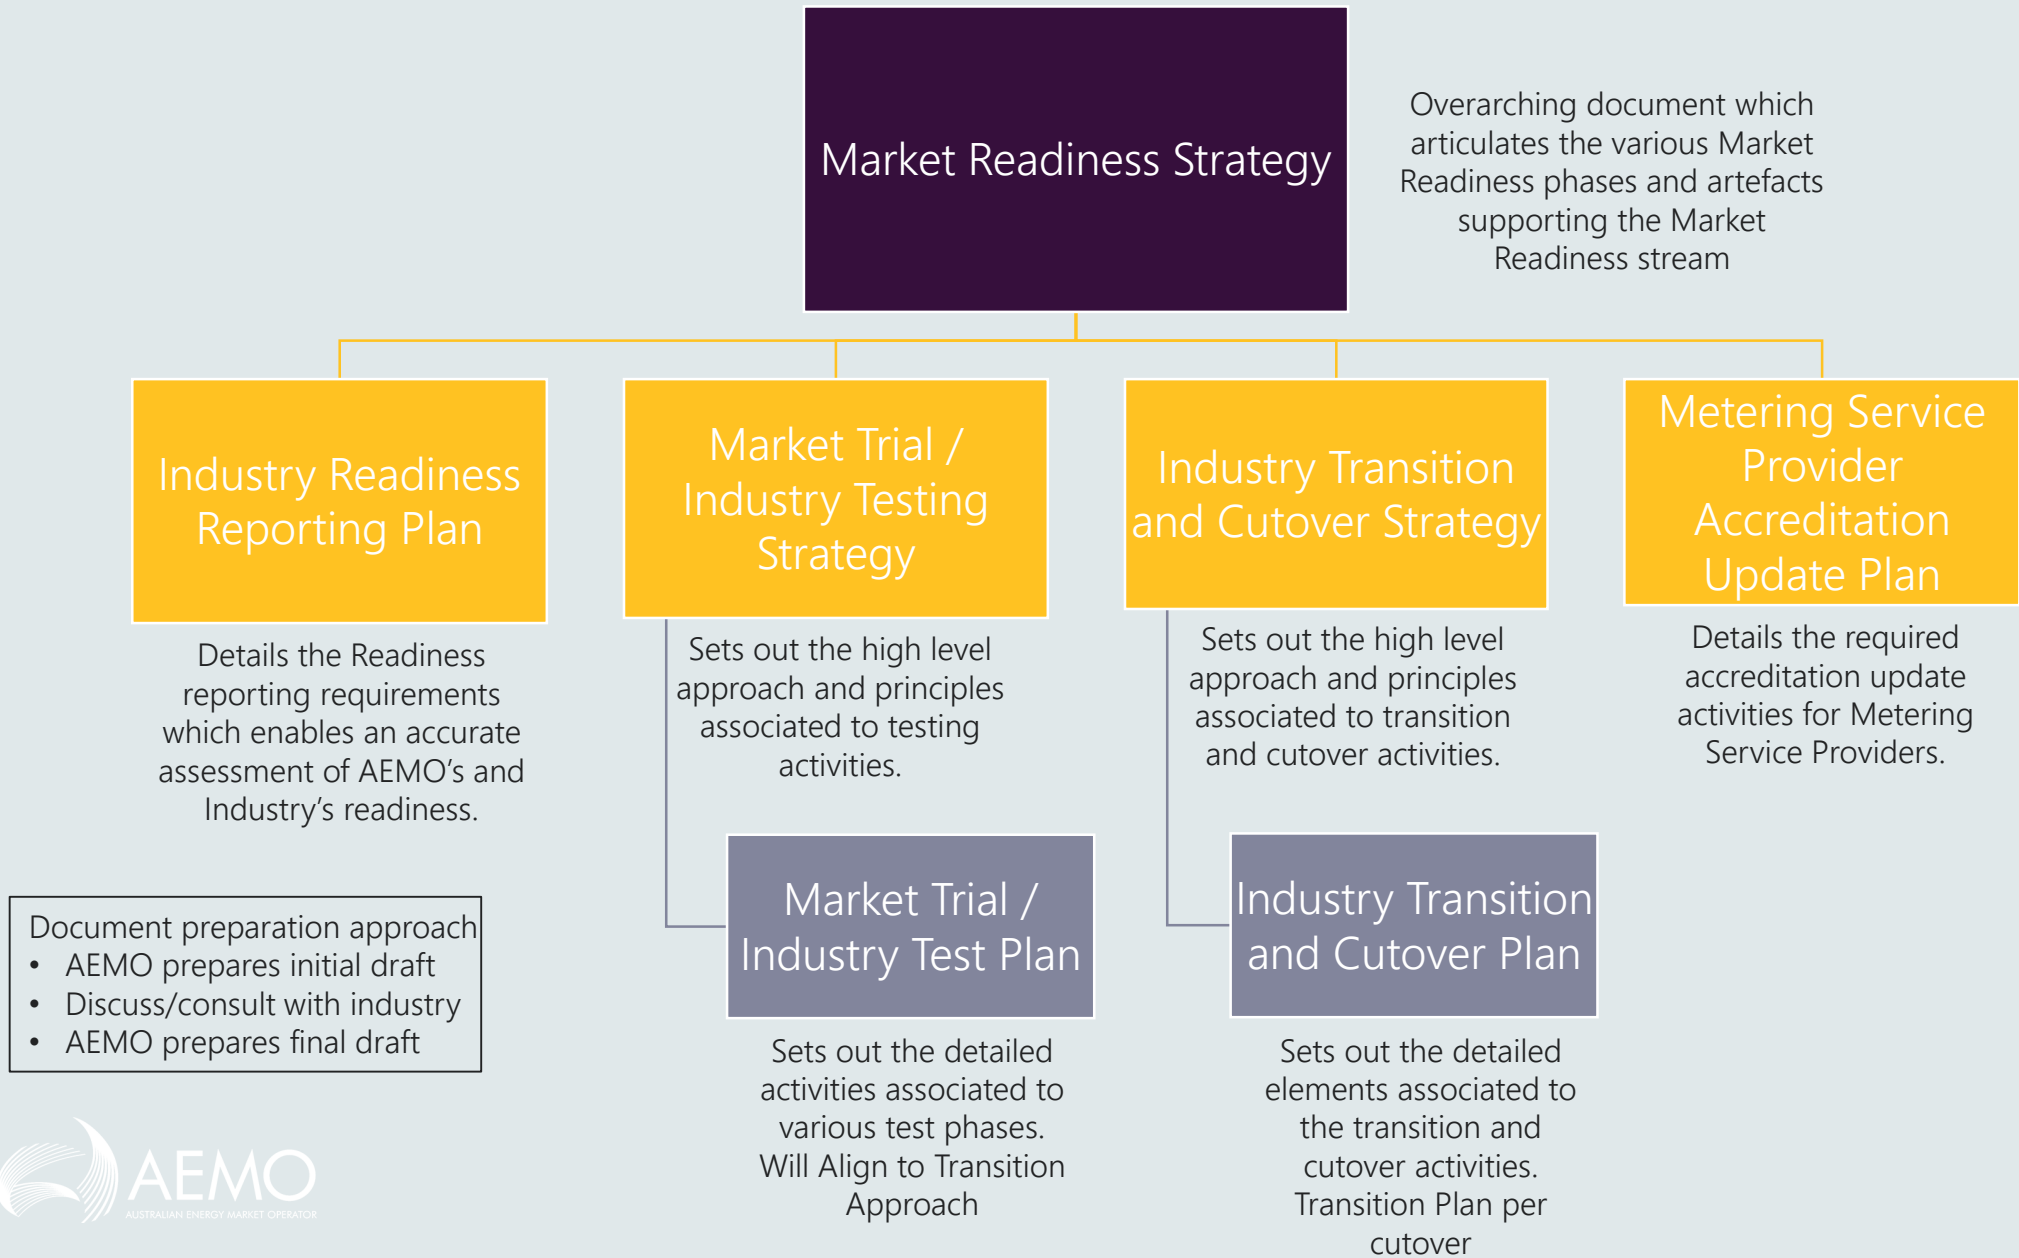 Market Readiness Strategy
Overarching document which
articulates the various Market
Readiness phases and artefacts
supporting the Market
Readiness stream
Industry Readiness
Reporting Plan
Details the Readiness
reporting requirements
which enables an accurate
assessment of AEMO’s and
Industry’s readiness.
Market Trial /
Industry Testing
Strategy
Sets out the high level
approach and principles
associated to testing
activities.
Industry Transition
and Cutover Strategy
Sets out the high level
approach and principles
associated to transition
and cutover activities.
Metering Service
Provider
Accreditation
Update Plan
Details the required
accreditation update
activities for Metering
Service Providers.
Market Trial /
Industry Test Plan
Sets out the detailed
activities associated to
various test phases.
Will Align to Transition
Approach
Industry Transition
and Cutover Plan
Sets out the detailed
elements associated to
the transition and
cutover activities.
Transition Plan per
cutover
Document preparation approach
• AEMO prepares initial draft
• Discuss/consult with industry
• AEMO prepares final draft
AEMO
AUSTRALIAN ENERGY MARKET OPERATOR